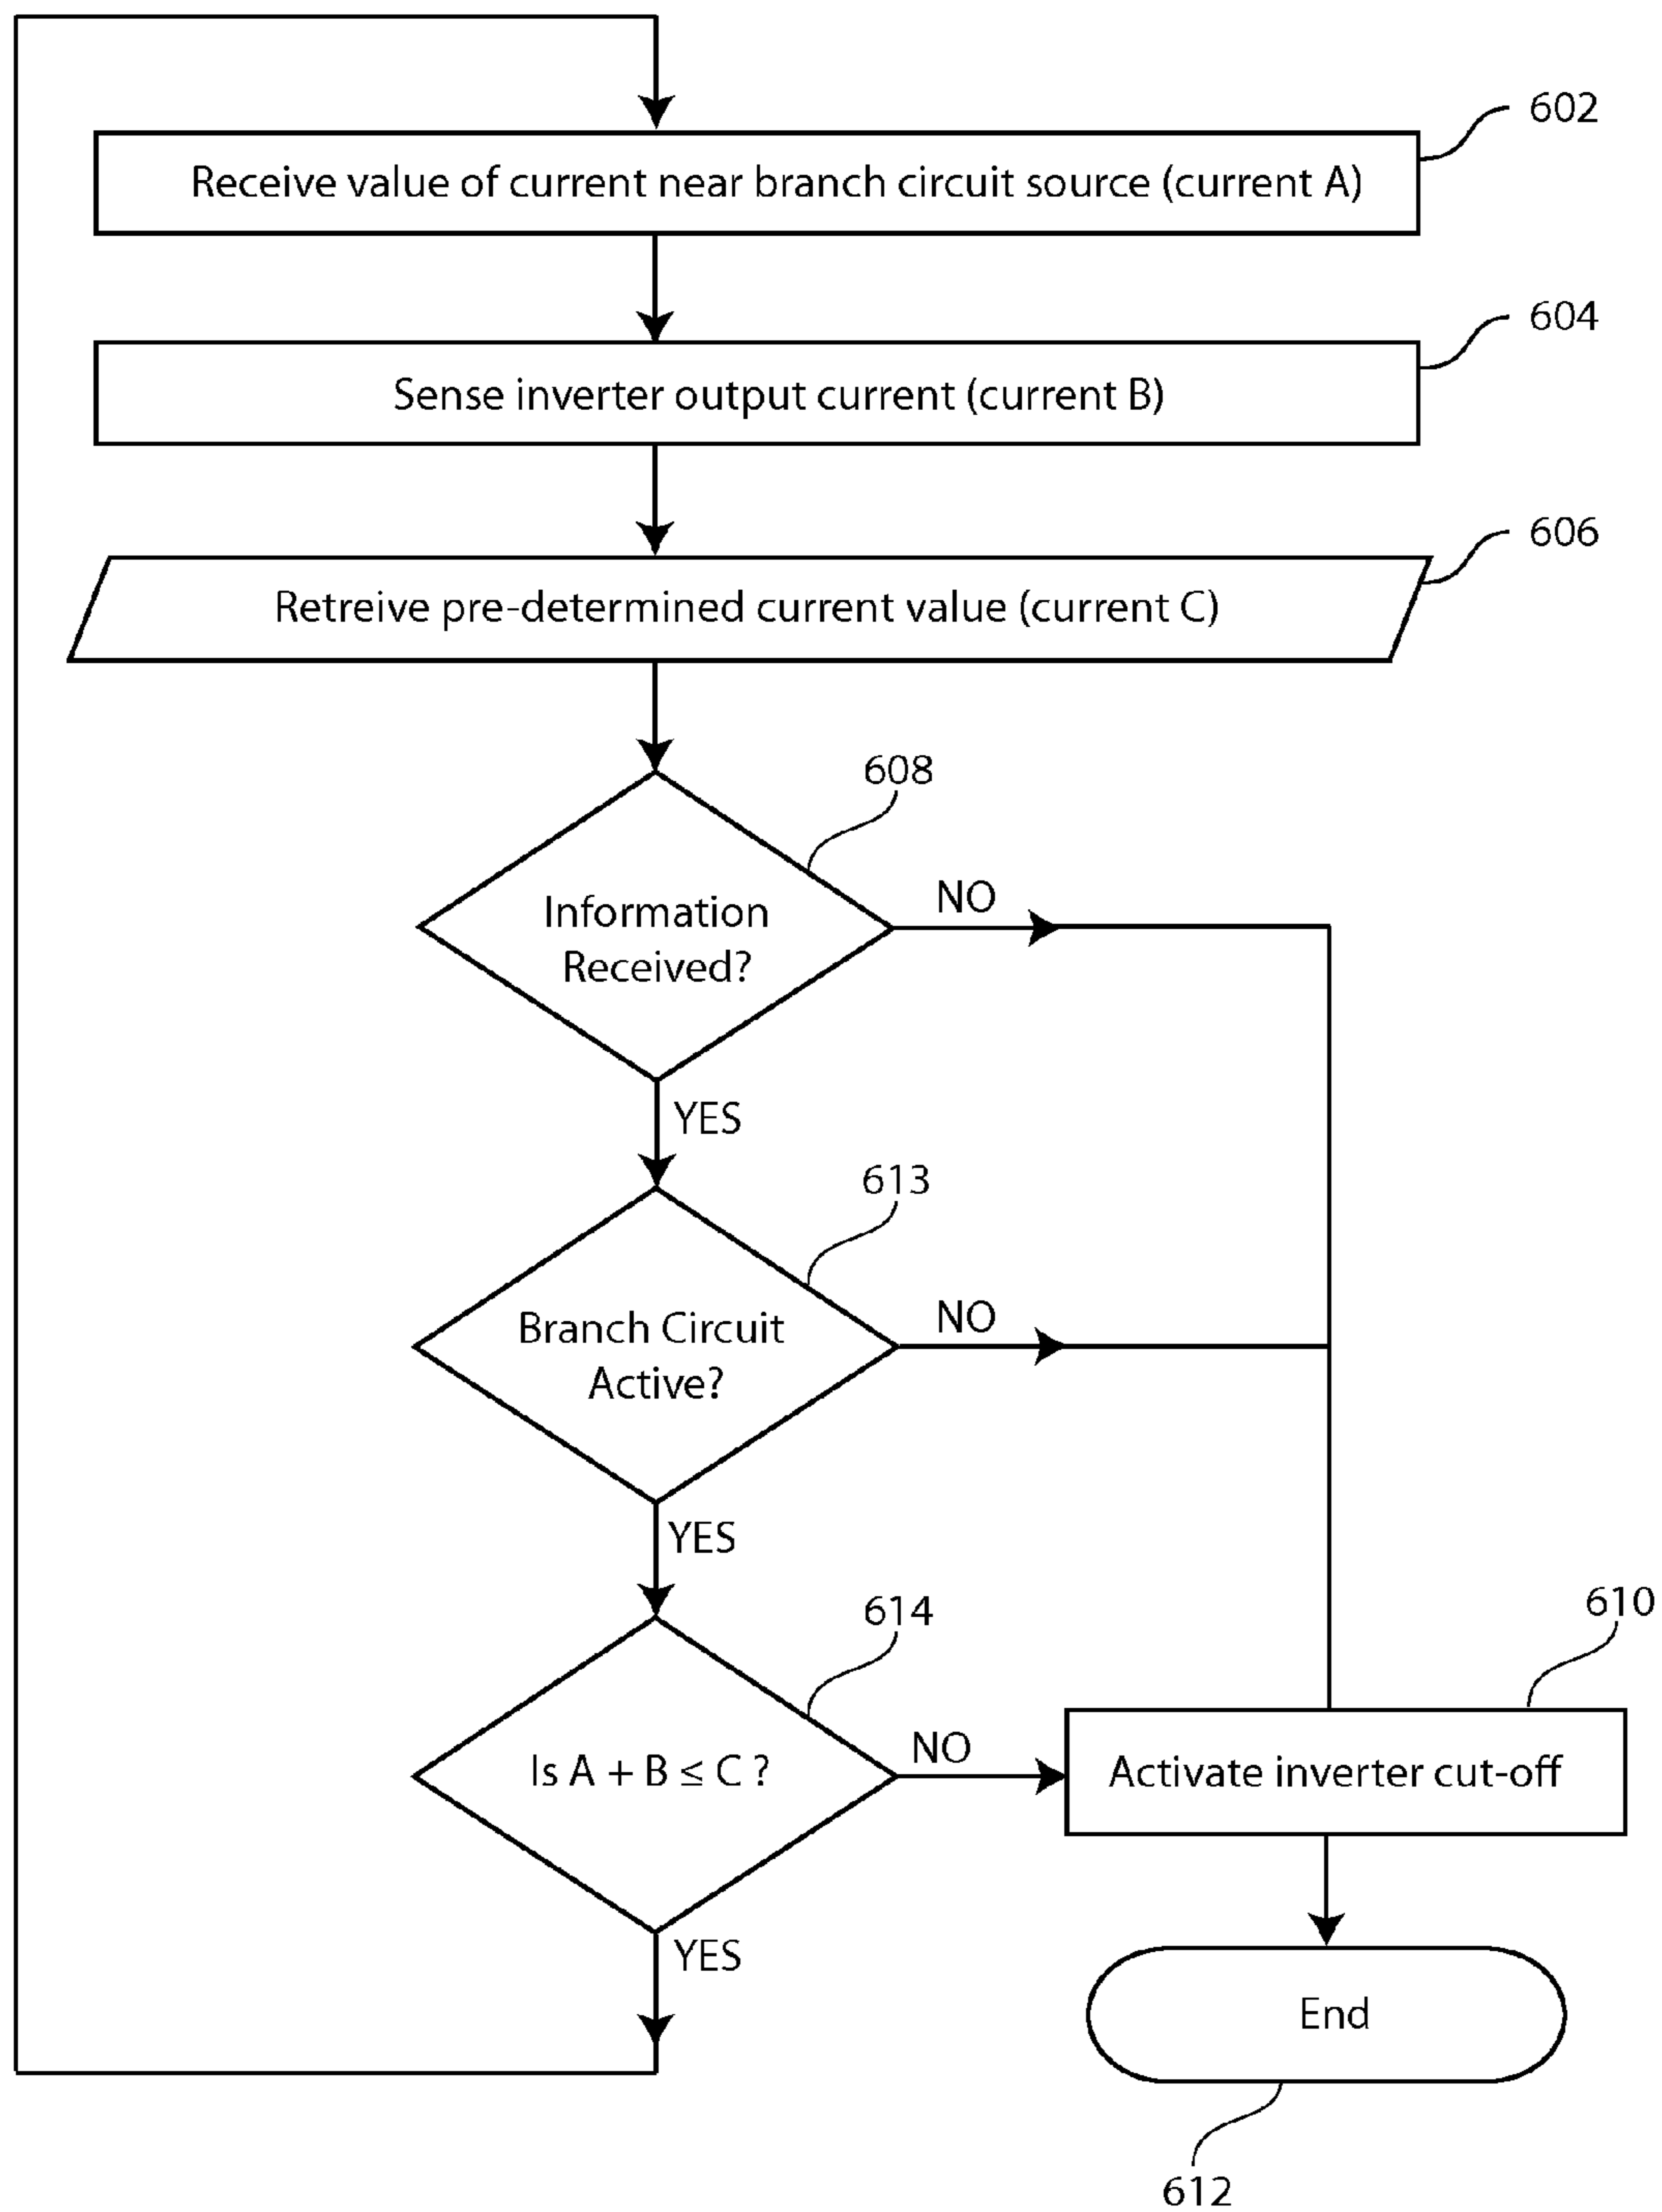 602
Receive value of current near branch circuit source (current A)
604
Sense inverter output current (current B)
606
Retreive pre-determined current value (current C)
608
Information
Received?
NO
YES
613
Branch Circuit
Active?
NO
YES
614
Is A + B ≤ C ?
NO
610
Activate inverter cut-off
YES
End
612